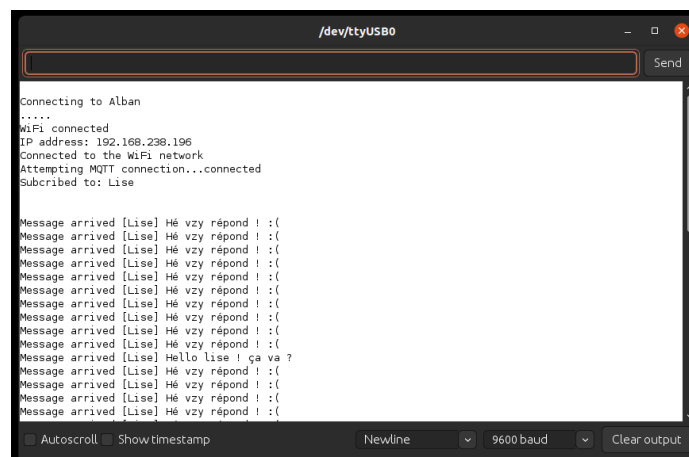 /dev/ttyUSB0
Send
Connecting to Alban
.....
WiFi connected
IP address: 192.168.238.196
Connected to the WiFi network
Attempting MQTT connection...connected
Subcribed to: Lise
Message arrived [Lise] Hé vzy répond ! :(
Message arrived [Lise] Hé vzy répond ! :(
Message arrived [Lise] Hé vzy répond ! :(
Message arrived [Lise] Hé vzy répond ! :(
Message arrived [Lise] Hé vzy répond ! :(
Message arrived [Lise] Hé vzy répond ! :(
Message arrived [Lise] Hé vzy répond ! :(
Message arrived [Lise] Hé vzy répond ! :(
Message arrived [Lise] Hé vzy répond ! :(
Message arrived [Lise] Hé vzy répond ! :(
Message arrived [Lise] Hello lise ! ça va ?
Message arrived [Lise] Hé vzy répond ! :(
Message arrived [Lise] Hé vzy répond ! :(
Message arrived [Lise] Hé vzy répond ! :(
Message arrived [Lise] Hé vzy répond ! :(
Autoscroll Show timestamp Newline 9600 baud Clear output